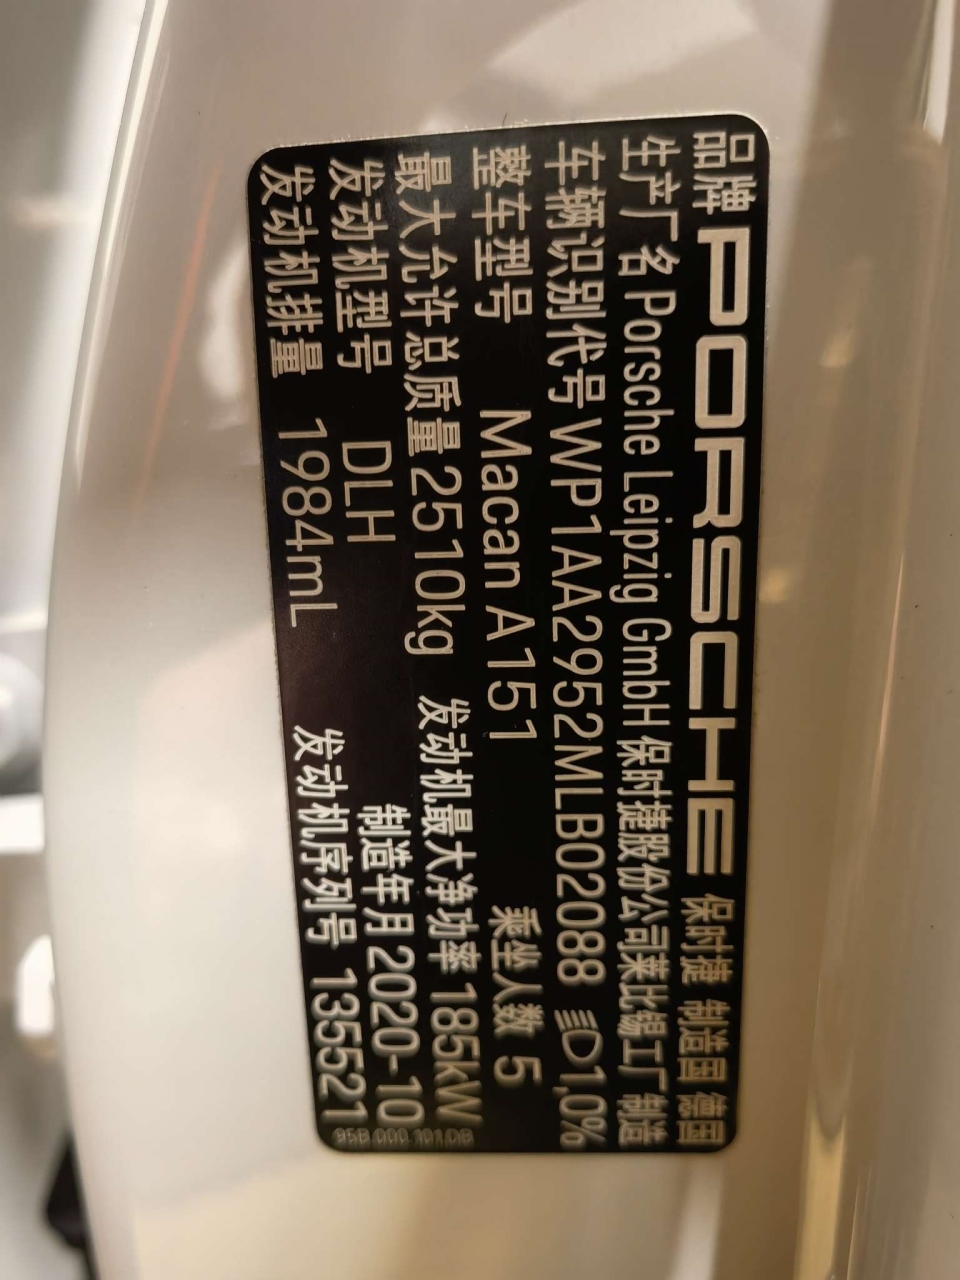 品牌 PORSCHE 保时捷 制造国 德国
生产厂名 Porsche Leipzig GmbH 保时捷股份公司莱比锡工厂制造
车辆识别代号 WP1AA2952MLB02088 1,0%
整车型号 Macan A151 乘坐人数 5
最大允许总质量 2510kg 发动机最大净功率 185kW
发动机型号 DLH 制造年月 2020-10
发动机排量 1984mL 发动机序列号 135521
95B.000.101.DB